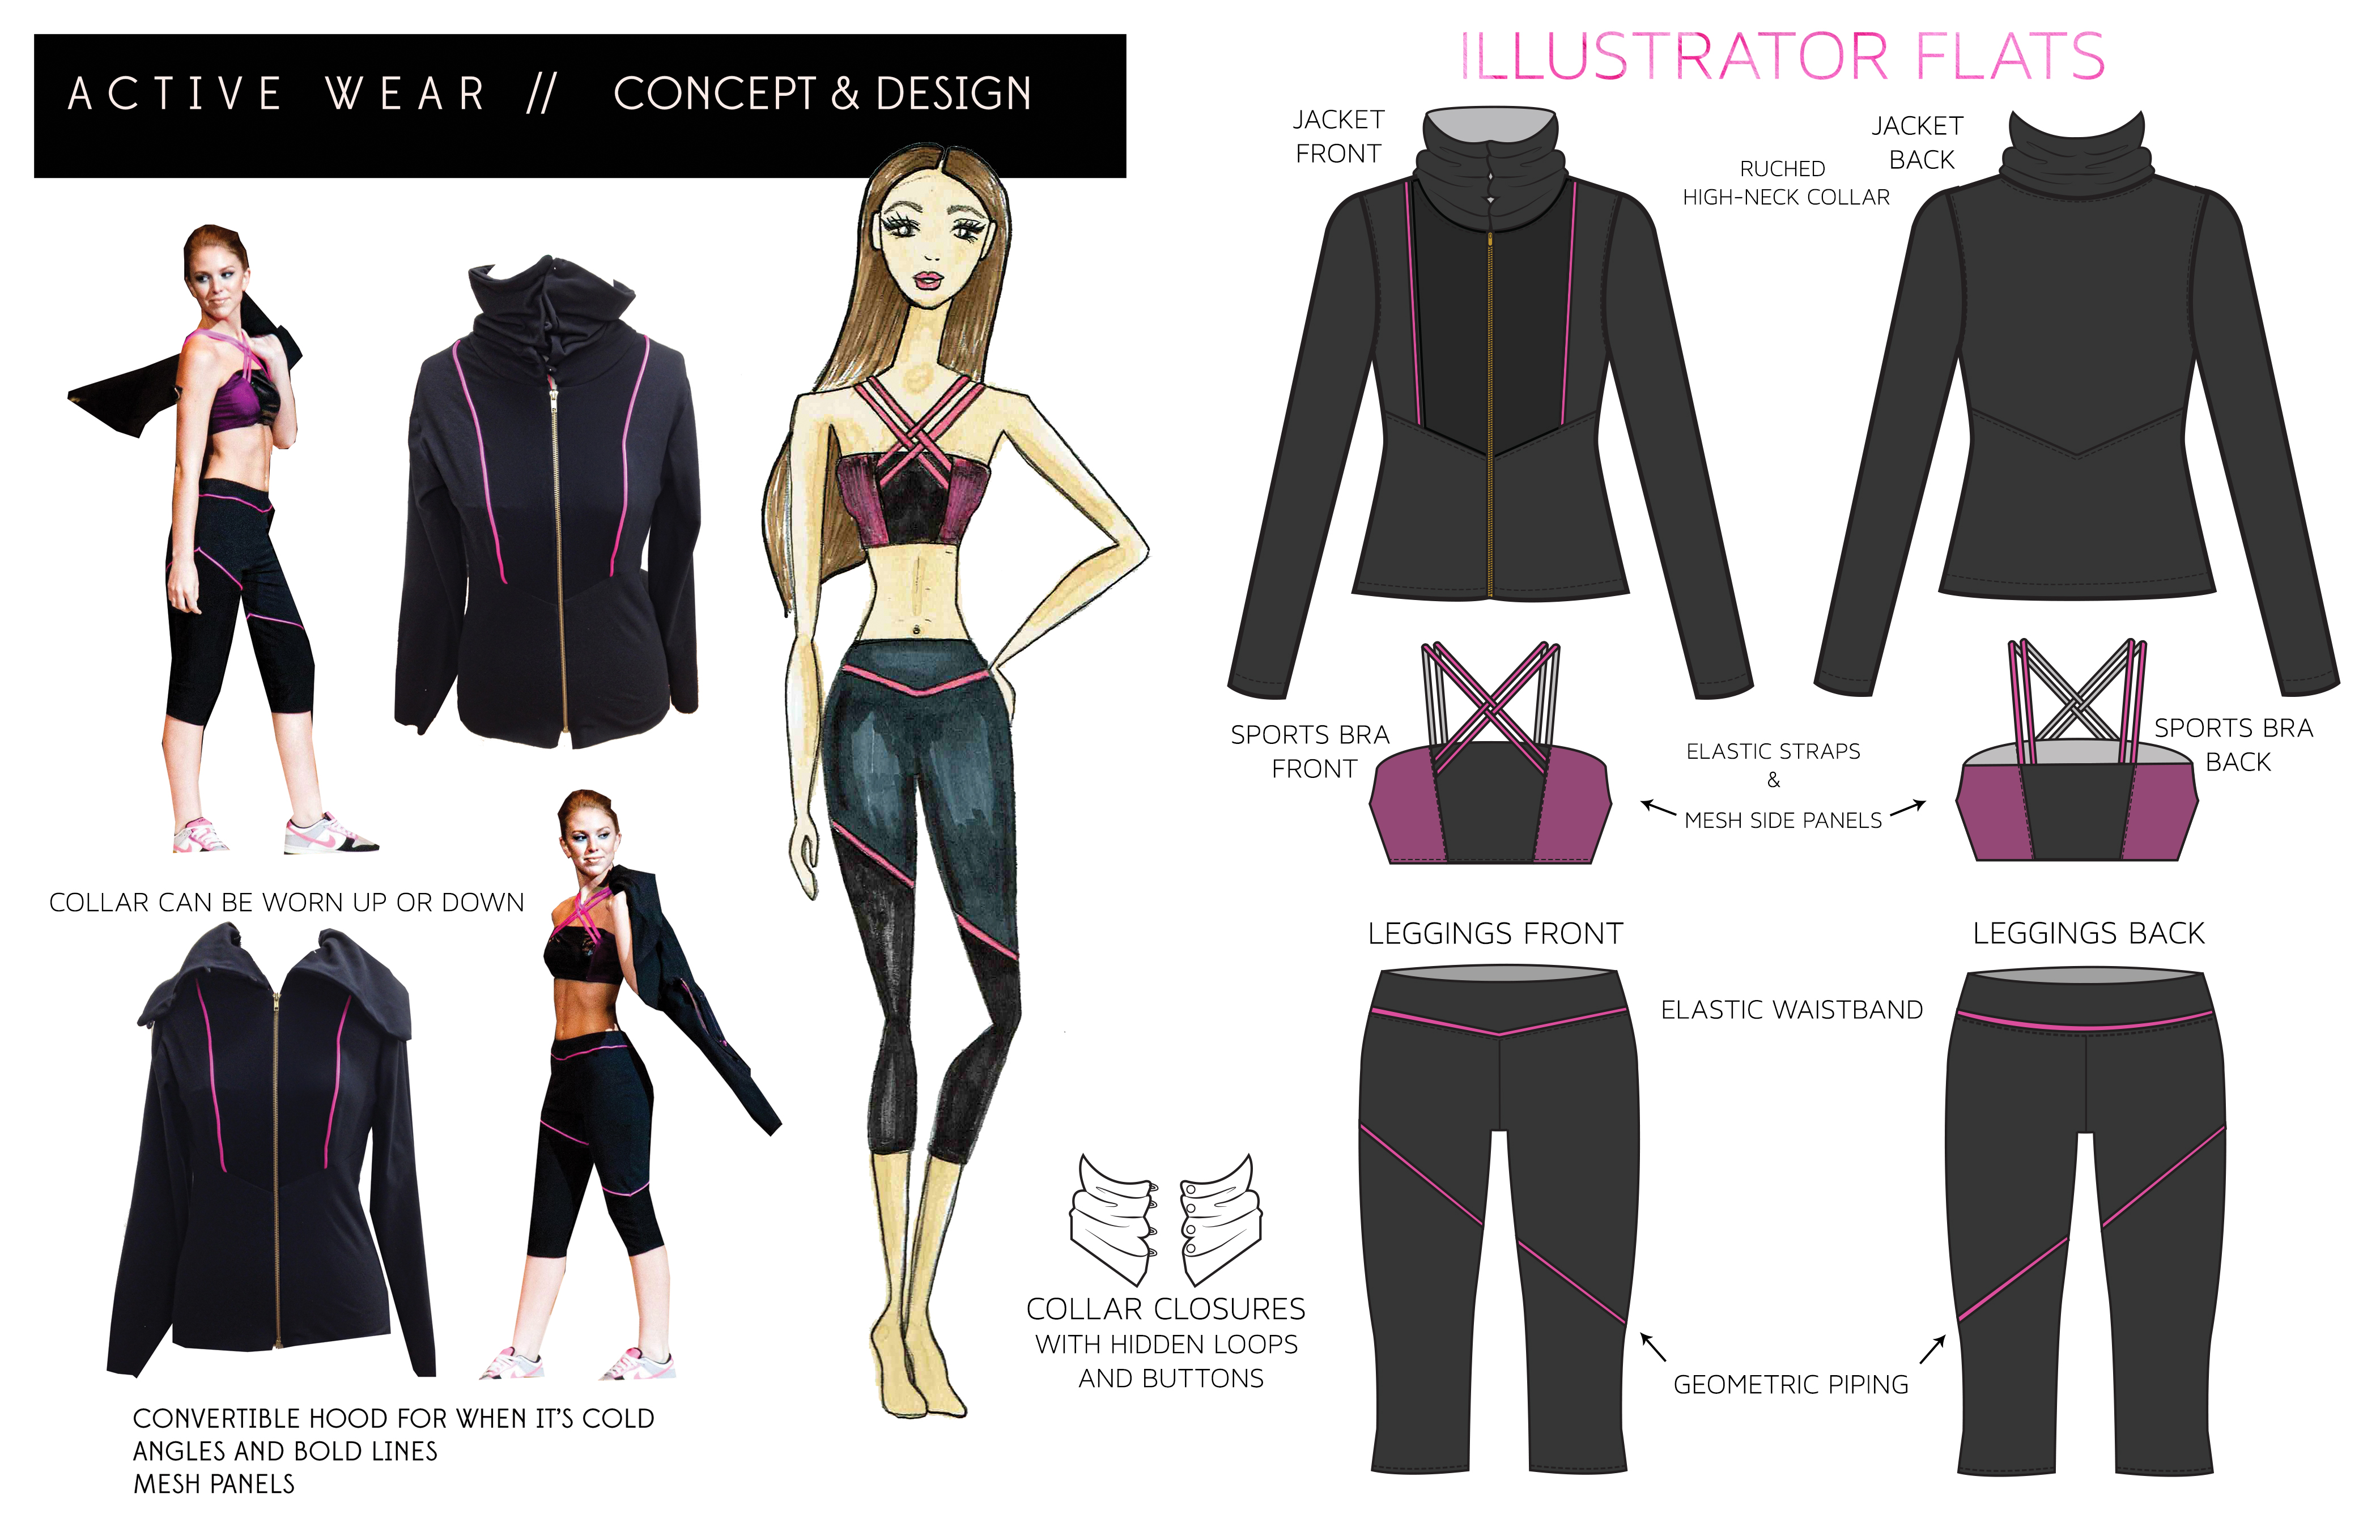 ACTIVE WEAR // CONCEPT & DESIGN
COLLAR CAN BE WORN UP OR DOWN
CONVERTIBLE HOOD FOR WHEN IT'S COLD
ANGLES AND BOLD LINES
MESH PANELS
COLLAR CLOSURES
WITH HIDDEN LOOPS
AND BUTTONS
ILLUSTRATOR FLATS
JACKET
FRONT
RUCHED
HIGH-NECK COLLAR
JACKET
BACK
SPORTS BRA
FRONT
ELASTIC STRAPS
&
MESH SIDE PANELS
SPORTS BRA
BACK
LEGGINGS FRONT
LEGGINGS BACK
ELASTIC WAISTBAND
GEOMETRIC PIPING